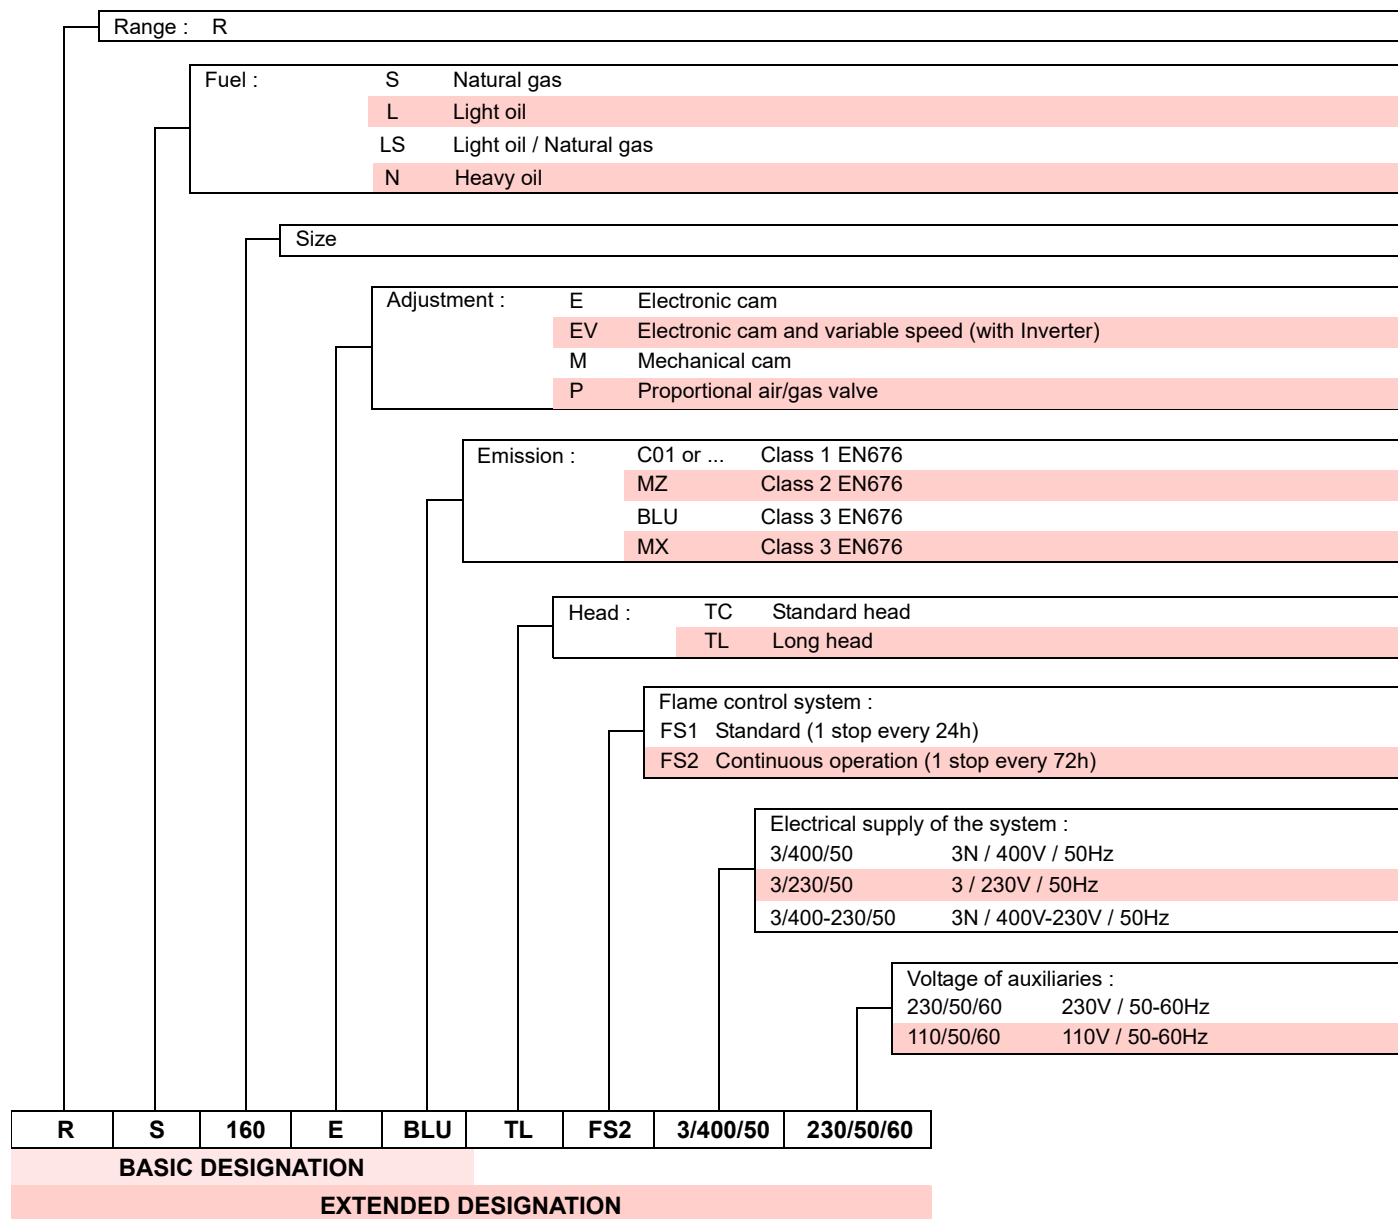 Range : R
Fuel : S Natural gas
L Light oil
LS Light oil / Natural gas
N Heavy oil
Size
Adjustment : E Electronic cam
EV Electronic cam and variable speed (with Inverter)
M Mechanical cam
P Proportional air/gas valve
Emission : C01 or ... Class 1 EN676
MZ Class 2 EN676
BLU Class 3 EN676
MX Class 3 EN676
Head : TC Standard head
TL Long head
Flame control system :
FS1 Standard (1 stop every 24h)
FS2 Continuous operation (1 stop every 72h)
Electrical supply of the system :
3/400/50 3N / 400V / 50Hz
3/230/50 3 / 230V / 50Hz
3/400-230/50 3N / 400V-230V / 50Hz
Voltage of auxiliaries :
230/50/60 230V / 50-60Hz
110/50/60 110V / 50-60Hz
R S 160 E BLU TL FS2 3/400/50 230/50/60
BASIC DESIGNATION
EXTENDED DESIGNATION